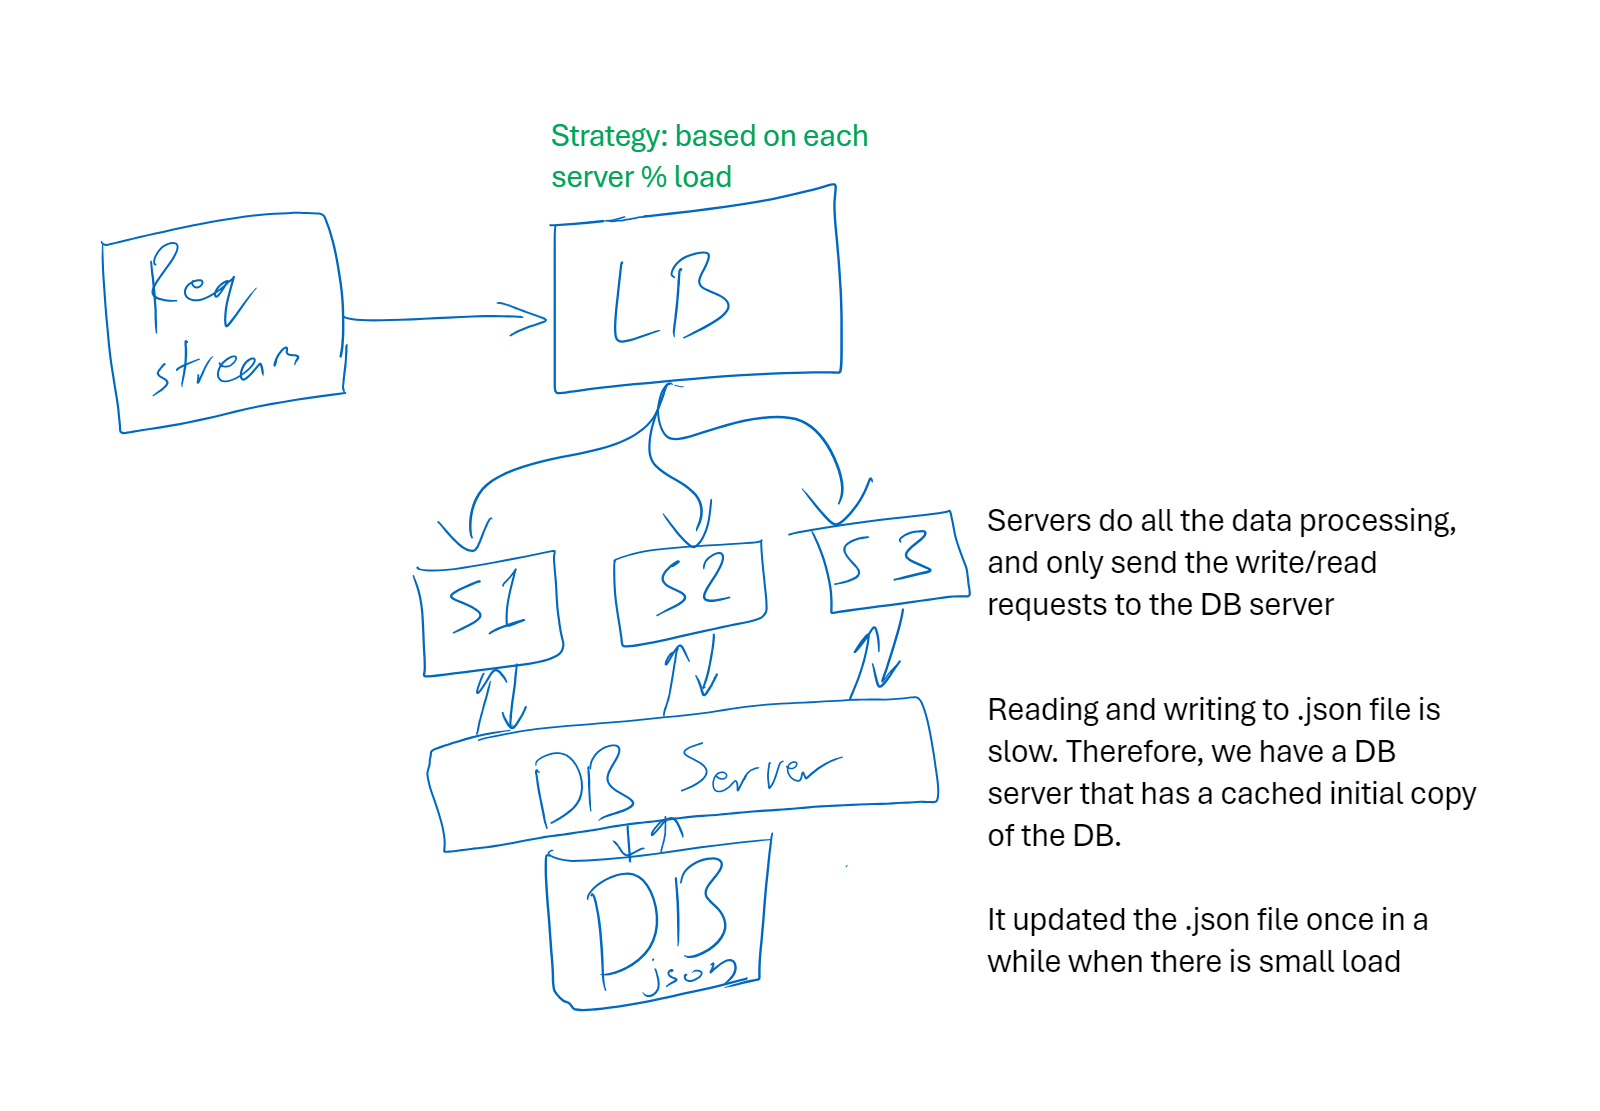 Strategy: based on each
server % load
Req
stream
LB
S1
S2
S3
Servers do all the data processing,
and only send the write/read
requests to the DB server
DB Server
Reading and writing to .json file is
slow. Therefore, we have a DB
server that has a cached initial copy
of the DB.
DB
json
It updated the .json file once in a
while when there is small load